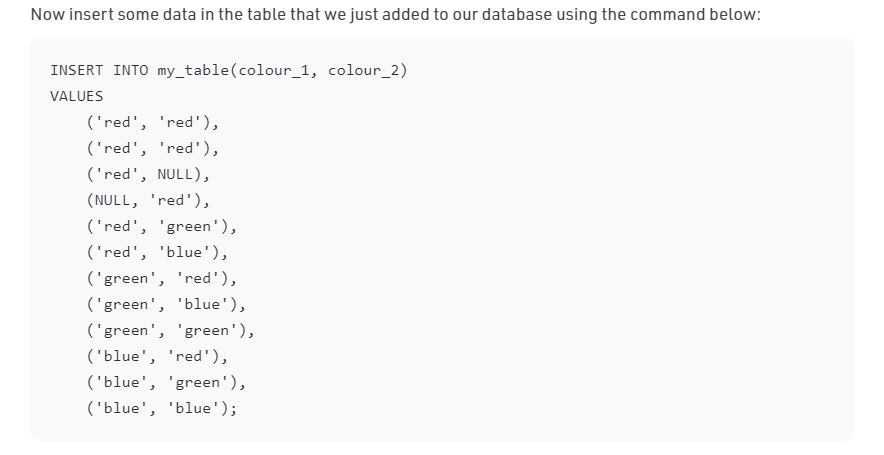 Now insert some data in the table that we just added to our database using the command below:
INSERT INTO my_table(colour_1, colour_2)
VALUES
('red', 'red'),
('red', 'red'),
('red', NULL),
(NULL, 'red'),
('red', 'green'),
('red', 'blue'),
('green', 'red'),
('green', 'blue'),
('green', 'green'),
('blue', 'red'),
('blue', 'green'),
('blue', 'blue');